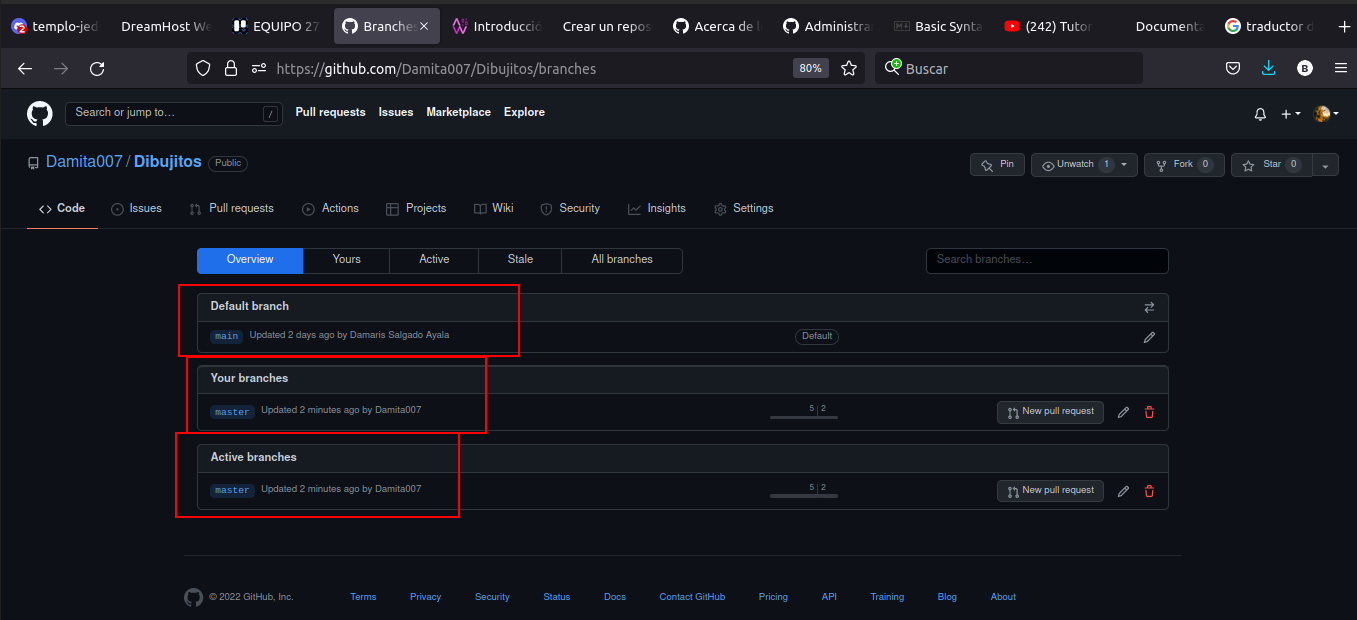 templo-jed
DreamHost We
EQUIPO 27
Branches
Introducció
Crear un repos
Acerca de l
Administra
Basic Synta
(242) Tutor
Documenta
traductor d
https://github.com/Damita007/Dibujitos/branches
80%
Buscar
B
Search or jump to…
/
Pull requests
Issues
Marketplace
Explore
Damita007 / Dibujitos
Public
Pin
Unwatch 1
Fork 0
Star 0
Code
Issues
Pull requests
Actions
Projects
Wiki
Security
Insights
Settings
Overview
Yours
Active
Stale
All branches
Search branches…
Default branch
main Updated 2 days ago by Damaris Salgado Ayala
Default
Your branches
master Updated 2 minutes ago by Damita007
5 | 2
New pull request
Active branches
master Updated 2 minutes ago by Damita007
5 | 2
New pull request
© 2022 GitHub, Inc.
Terms
Privacy
Security
Status
Docs
Contact GitHub
Pricing
API
Training
Blog
About